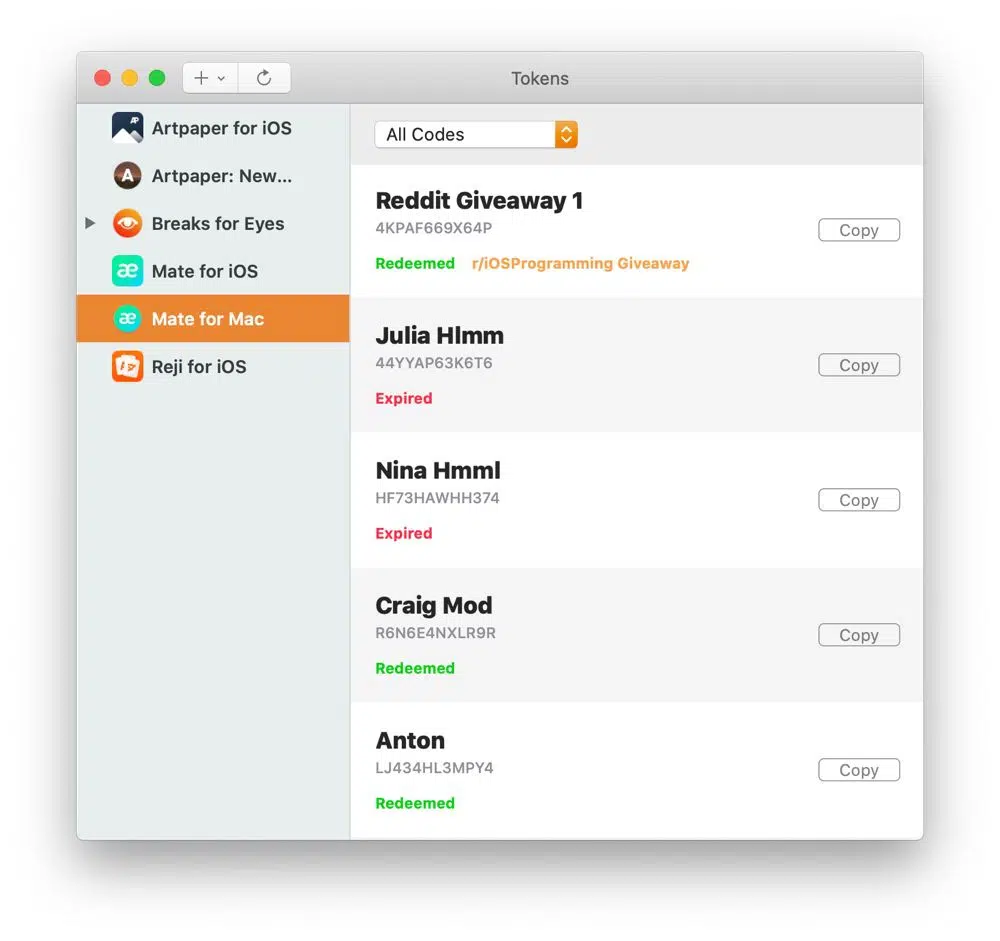 Tokens
AP
Artpaper for iOS
A
Artpaper: New...
Breaks for Eyes
æ
Mate for iOS
æ
Mate for Mac
Reji for iOS
All Codes
Reddit Giveaway 1
4KPAF669X64P
Copy
Redeemed r/iOSProgramming Giveaway
Julia Hlmm
44YYAP63K6T6
Copy
Expired
Nina Hmml
HF73HAWHH374
Copy
Expired
Craig Mod
R6N6E4NXLR9R
Copy
Redeemed
Anton
LJ434HL3MPY4
Copy
Redeemed